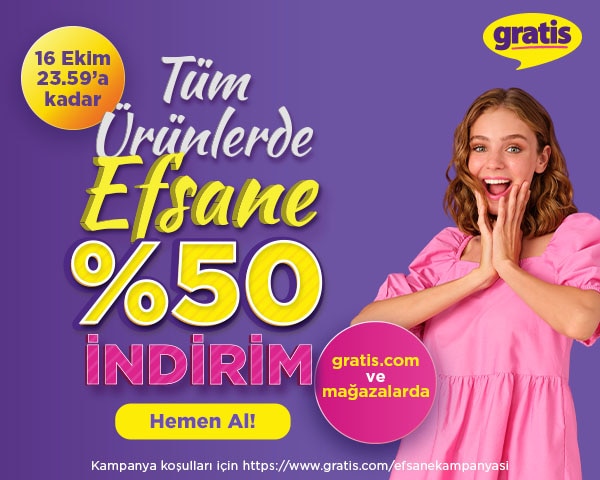 16 Ekim
23.59'a
kadar
gratis
Tüm
Ürünlerde
Efsane
%50
İNDİRİM
gratis.com
ve
mağazalarda
Hemen Al!
Kampanya koşulları için https://www.gratis.com/efsanekampanyasi